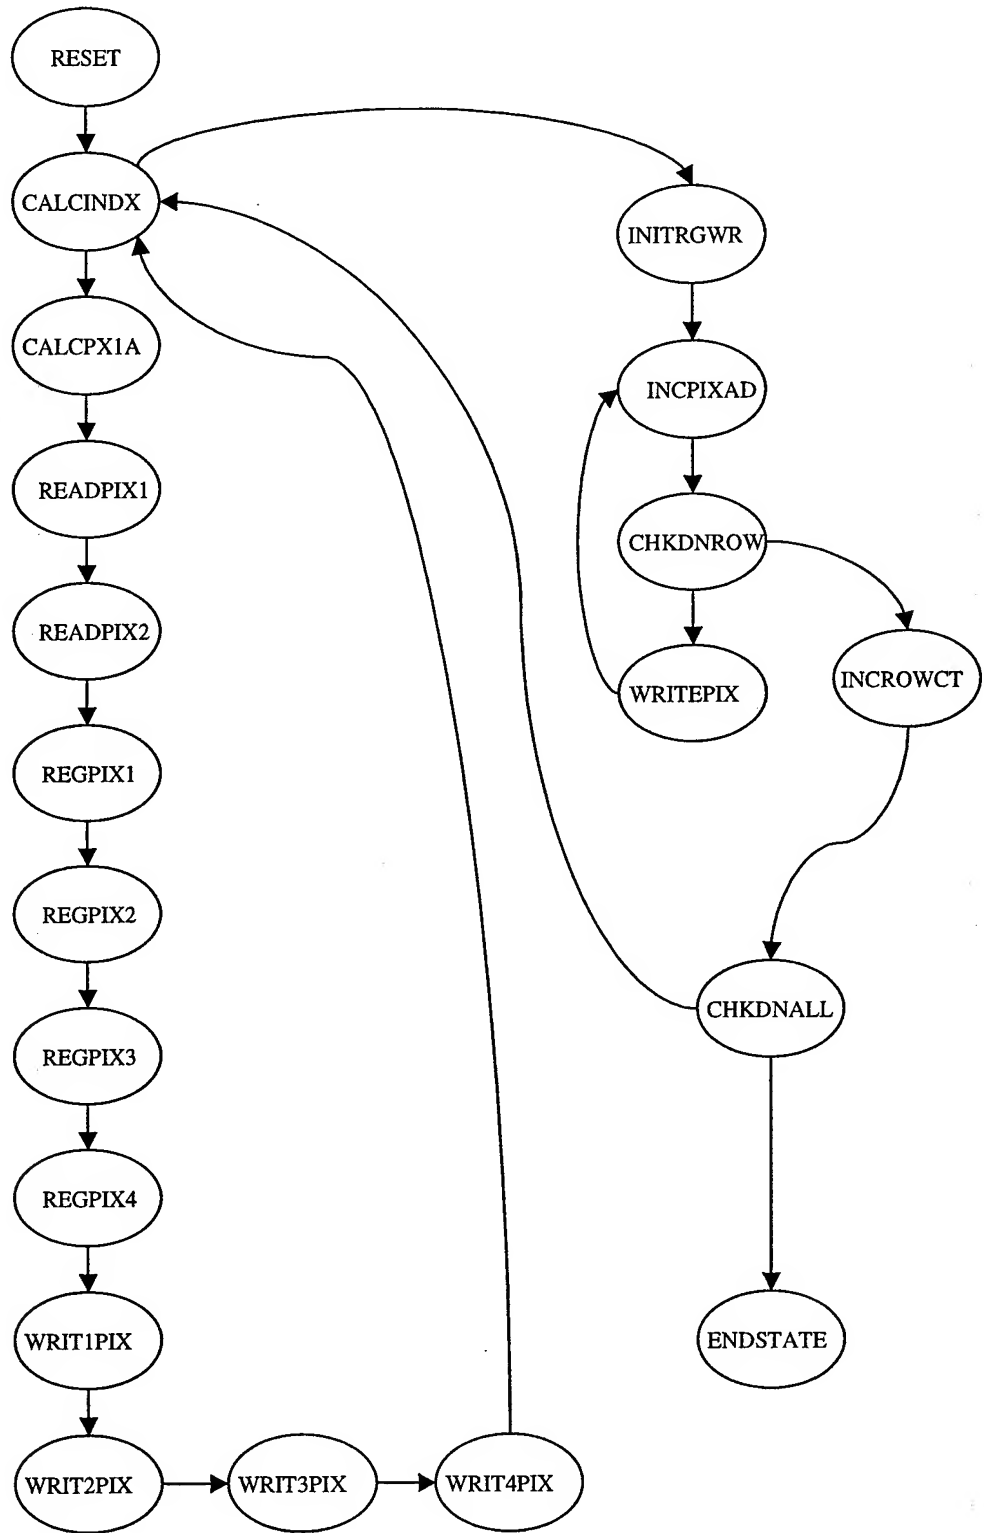 RESET
CALCINDX
INITRGWR
CALCPX1A
INCPIXAD
READPIX1
CHKDNROW
READPIX2
INCROWCT
WRITEPIX
REGPIX1
REGPIX2
CHKDNALL
REGPIX3
REGPIX4
WRIT1PIX
ENDSTATE
WRIT2PIX
WRIT3PIX
WRIT4PIX